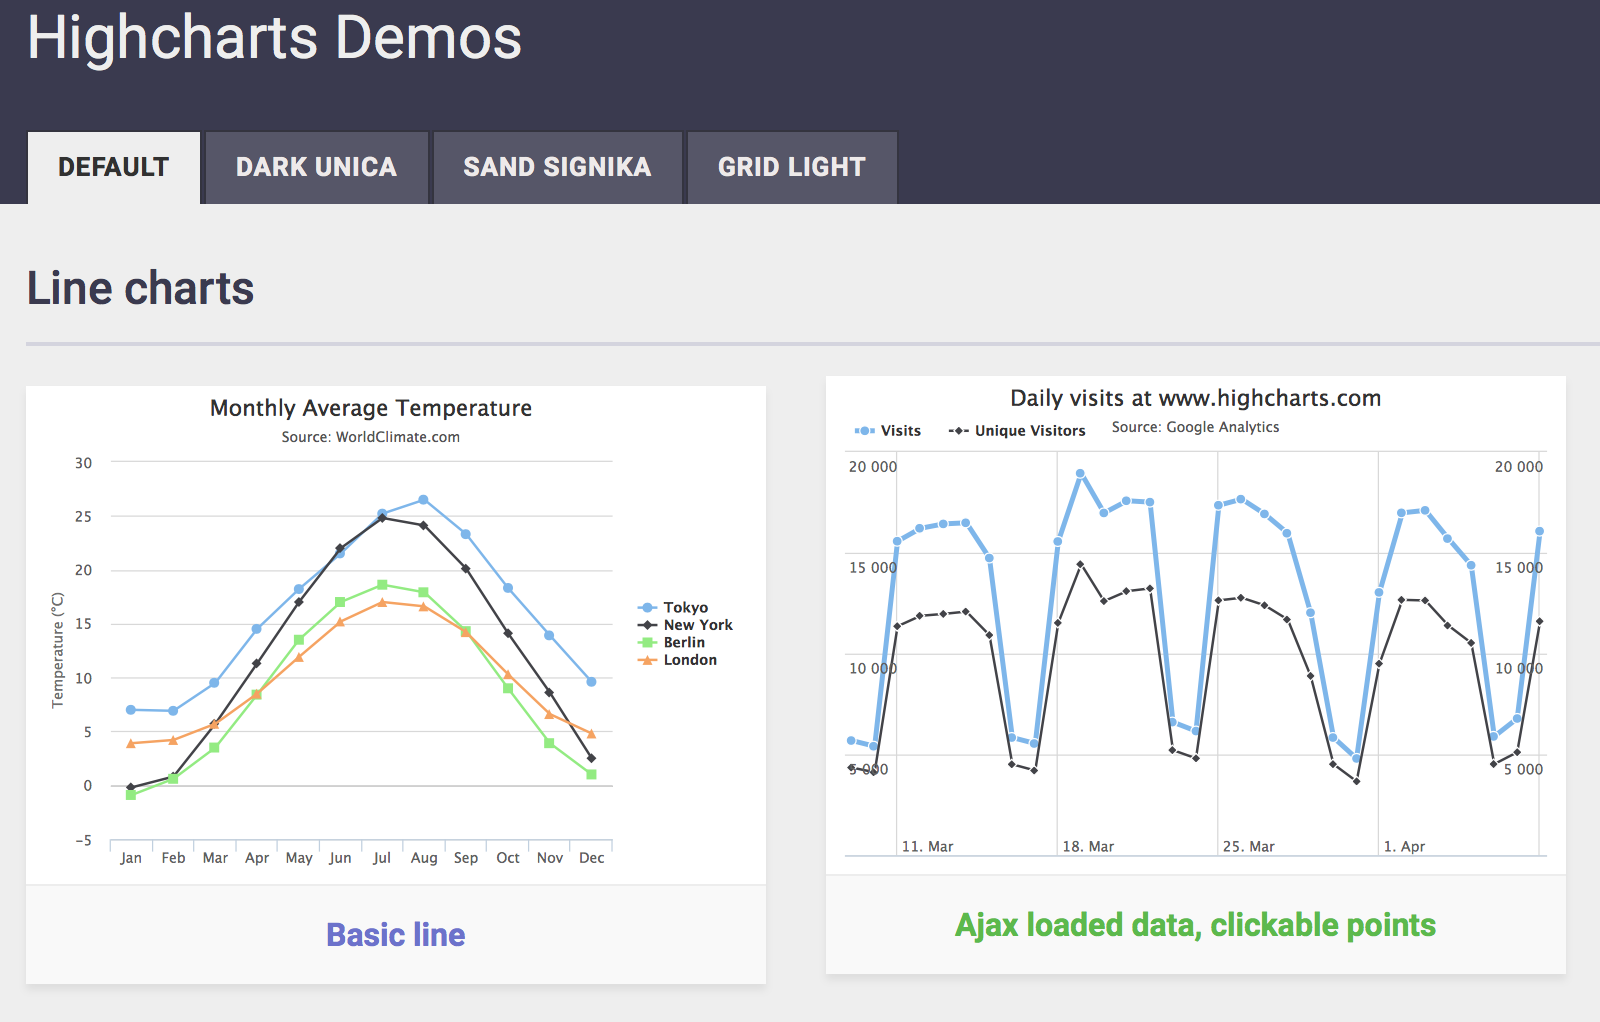 Highcharts Demos
DEFAULT
DARK UNICA
SAND SIGNIKA
GRID LIGHT
Line charts
Monthly Average Temperature
Source: WorldClimate.com
Temperature (°C)
30
25
20
15
10
5
0
−5
Jan Feb Mar Apr May Jun Jul Aug Sep Oct Nov Dec
Tokyo
New York
Berlin
London
Basic line
Daily visits at www.highcharts.com
Source: Google Analytics
Visits Unique Visitors
20 000 20 000
15 000 15 000
10 000 10 000
5 000 5 000
11. Mar 18. Mar 25. Mar 1. Apr
Ajax loaded data, clickable points